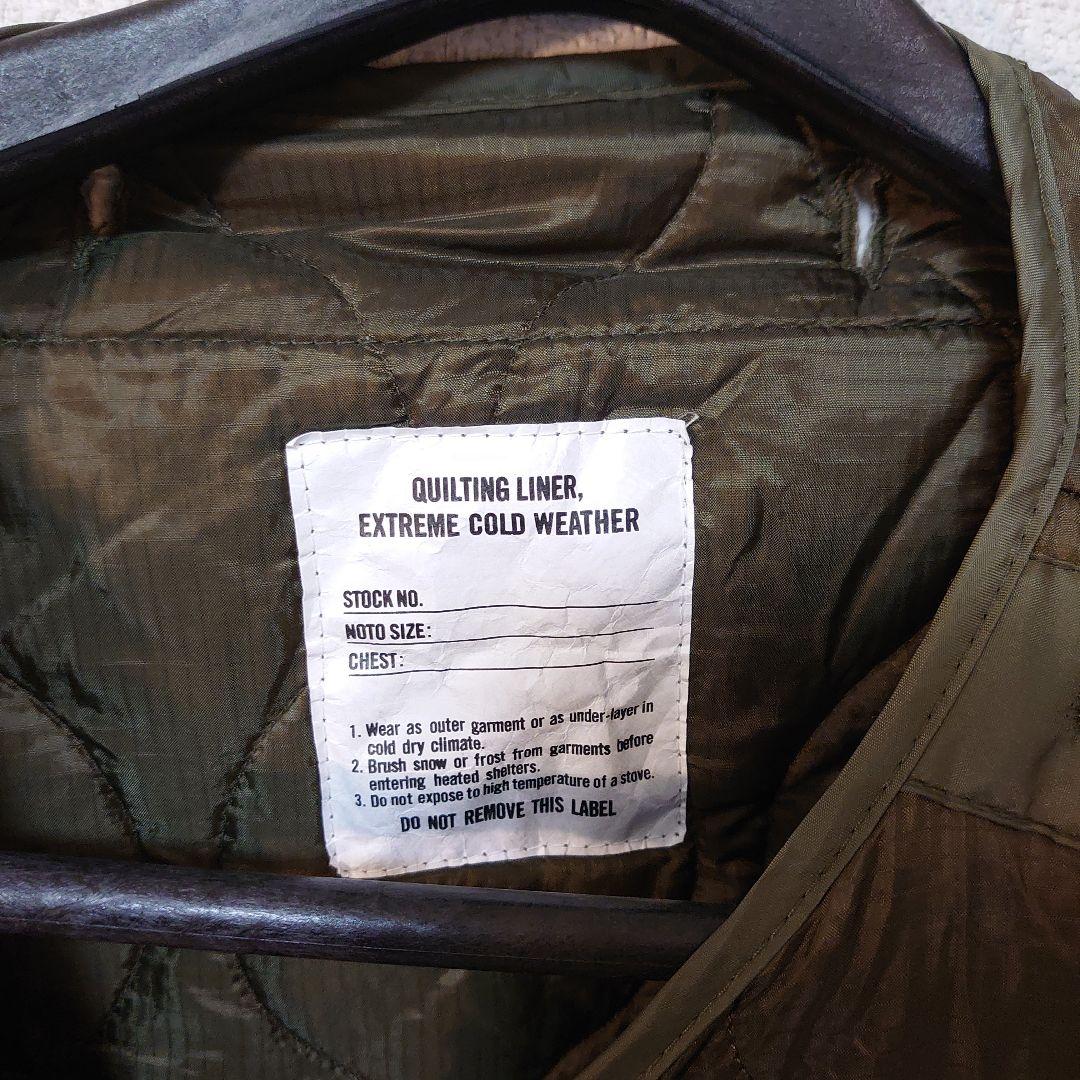 QUILTING LINER,
EXTREME COLD WEATHER
STOCK NO.
NOTO SIZE:
CHEST:
1. Wear as outer garment or as under-layer in
cold dry climate.
2. Brush snow or frost from garments before
entering heated shelters.
3. Do not expose to high temperature of a stove.
DO NOT REMOVE THIS LABEL